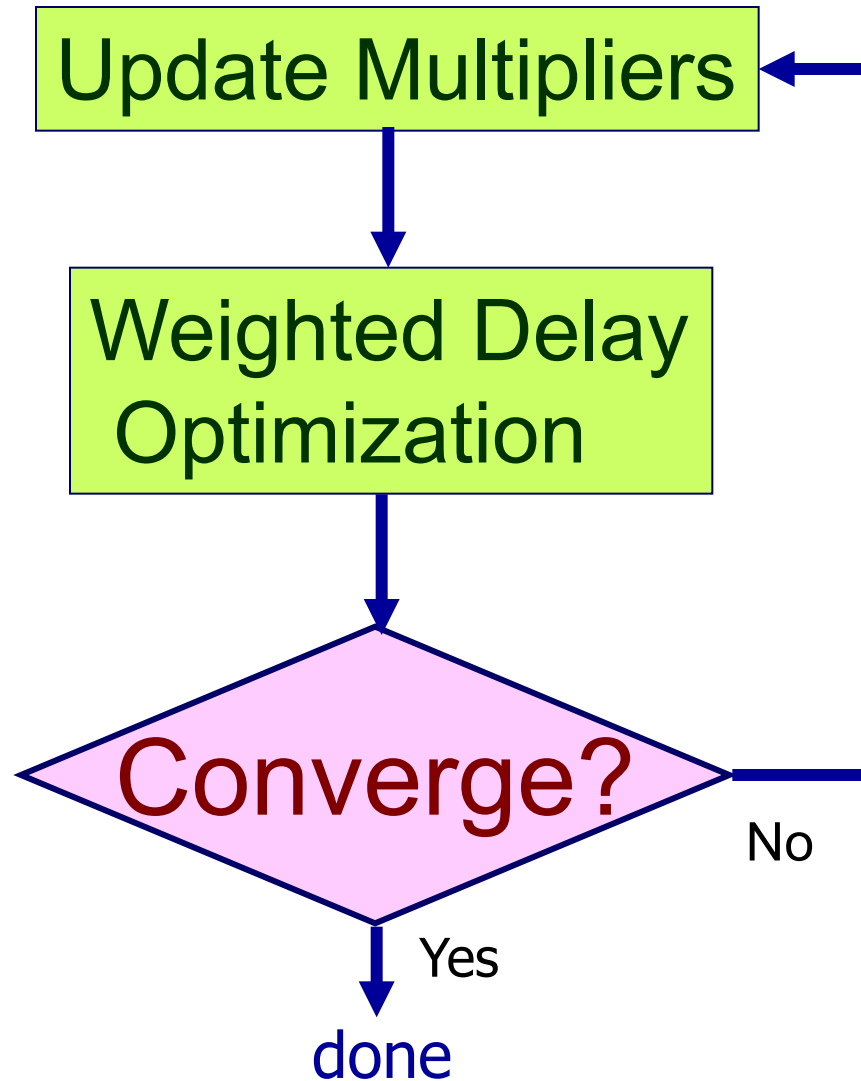 Update Multipliers
Weighted Delay
Optimization
Converge?
No
Yes
done